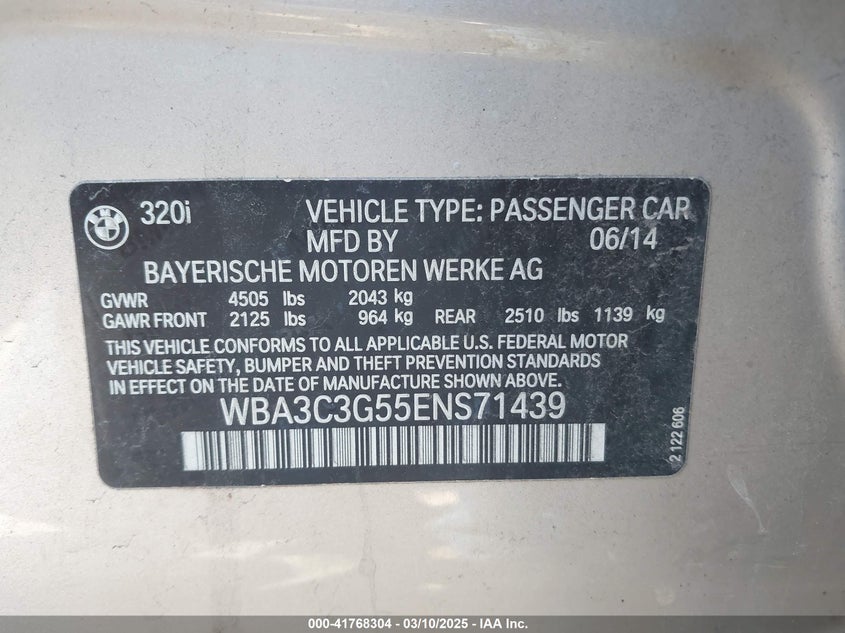 320i VEHICLE TYPE: PASSENGER CAR
MFD BY 06/14
BAYERISCHE MOTOREN WERKE AG
GVWR 4505 lbs 2043 kg
GAWR FRONT 2125 lbs 964 kg REAR 2510 lbs 1139 kg
THIS VEHICLE CONFORMS TO ALL APPLICABLE U.S. FEDERAL MOTOR
VEHICLE SAFETY, BUMPER AND THEFT PREVENTION STANDARDS
IN EFFECT ON THE DATE OF MANUFACTURE SHOWN ABOVE.
WBA3C3G55ENS71439
2 122 606
000-41768304 — 03/10/2025 — IAA Inc.